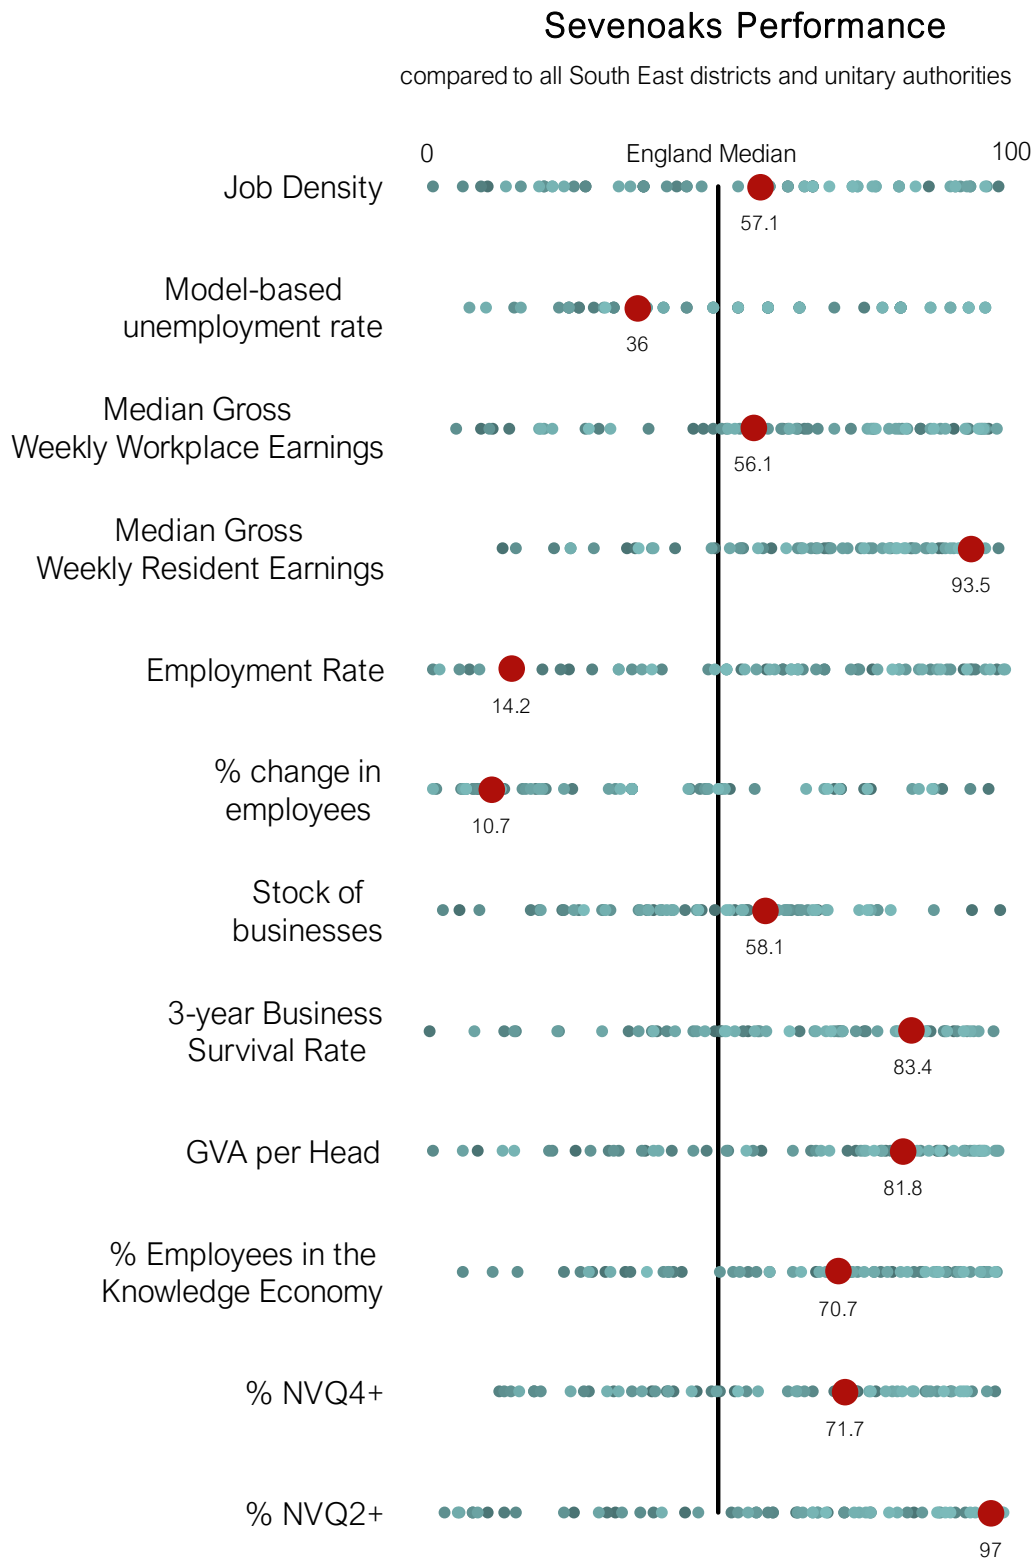 Sevenoaks Performance
compared to all South East districts and unitary authorities
0
England Median
100
Job Density
57.1
Model-based
unemployment rate
36
Median Gross
Weekly Workplace Earnings
56.1
Median Gross
Weekly Resident Earnings
93.5
Employment Rate
14.2
% change in
employees
10.7
Stock of
businesses
58.1
3-year Business
Survival Rate
83.4
GVA per Head
81.8
% Employees in the
Knowledge Economy
70.7
% NVQ4+
71.7
% NVQ2+
97